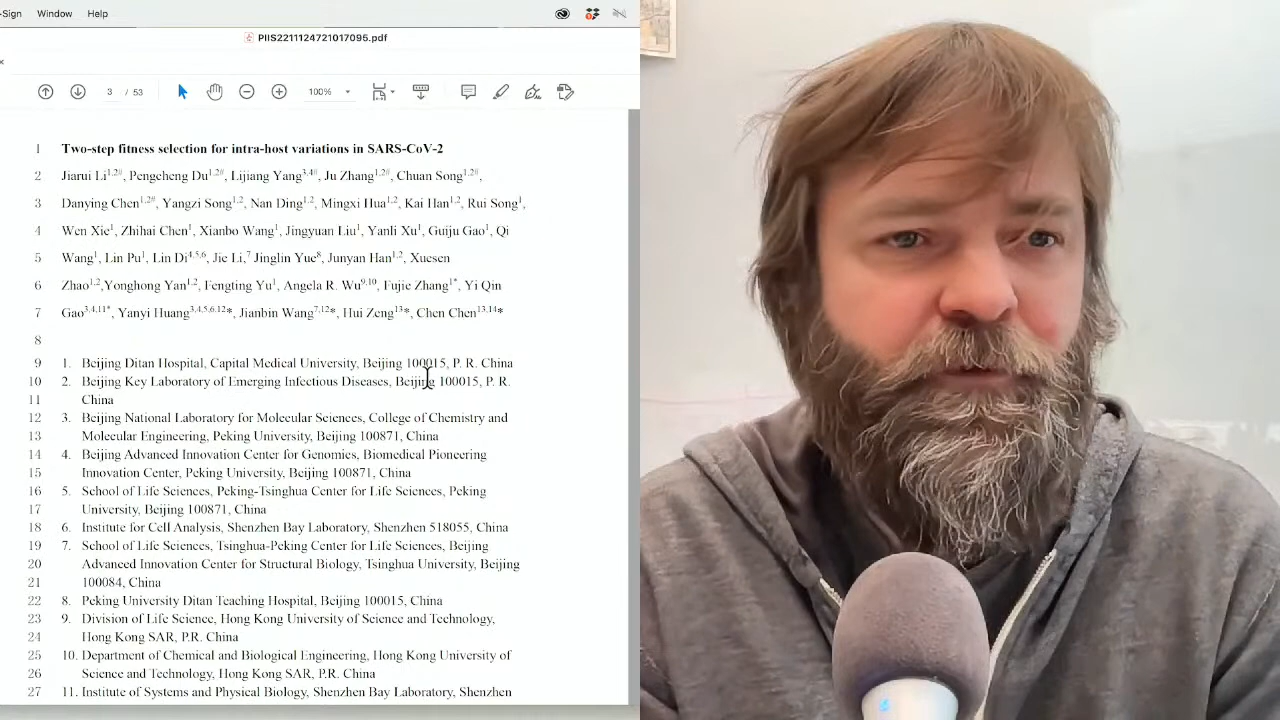 -Sign Window Help
PIIS2211124721017095.pdf
3 / 53 100%
1 Two-step fitness selection for intra-host variations in SARS-CoV-2
2 Jiarui Li1,2#, Pengcheng Du1,2#, Lijiang Yang3,4#, Ju Zhang1,2#, Chuan Song1,2#,
3 Danying Chen1,2#, Yangzi Song1,2, Nan Ding1,2, Mingxi Hua1,2, Kai Han1,2, Rui Song1,
4 Wen Xie1, Zhihai Chen1, Xianbo Wang1, Jingyuan Liu1, Yanli Xu1, Guiju Gao1, Qi
5 Wang1, Lin Pu1, Lin Di4,5,6, Jie Li,7 Jinglin Yue8, Junyan Han1,2, Xuesen
6 Zhao1,2,Yonghong Yan1,2, Fengting Yu1, Angela R. Wu9,10, Fujie Zhang1*, Yi Qin
7 Gao3,4,11*, Yanyi Huang3,4,5,6,12*, Jianbin Wang7,12*, Hui Zeng13*, Chen Chen13,14*
8
9 1. Beijing Ditan Hospital, Capital Medical University, Beijing 100015, P. R. China
10 2. Beijing Key Laboratory of Emerging Infectious Diseases, Beijing 100015, P. R.
11 China
12 3. Beijing National Laboratory for Molecular Sciences, College of Chemistry and
13 Molecular Engineering, Peking University, Beijing 100871, China
14 4. Beijing Advanced Innovation Center for Genomics, Biomedical Pioneering
15 Innovation Center, Peking University, Beijing 100871, China
16 5. School of Life Sciences, Peking-Tsinghua Center for Life Sciences, Peking
17 University, Beijing 100871, China
18 6. Institute for Cell Analysis, Shenzhen Bay Laboratory, Shenzhen 518055, China
19 7. School of Life Sciences, Tsinghua-Peking Center for Life Sciences, Beijing
20 Advanced Innovation Center for Structural Biology, Tsinghua University, Beijing
21 100084, China
22 8. Peking University Ditan Teaching Hospital, Beijing 100015, China
23 9. Division of Life Science, Hong Kong University of Science and Technology,
24 Hong Kong SAR, P.R. China
25 10. Department of Chemical and Biological Engineering, Hong Kong University of
26 Science and Technology, Hong Kong SAR, P.R. China
27 11. Institute of Systems and Physical Biology, Shenzhen Bay Laboratory, Shenzhen